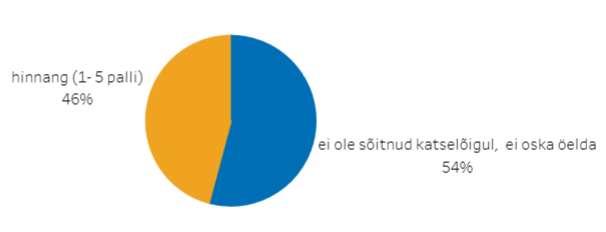 hinnang (1- 5 palli)
46%
ei ole sõitnud katselõigul, ei oska öelda
54%